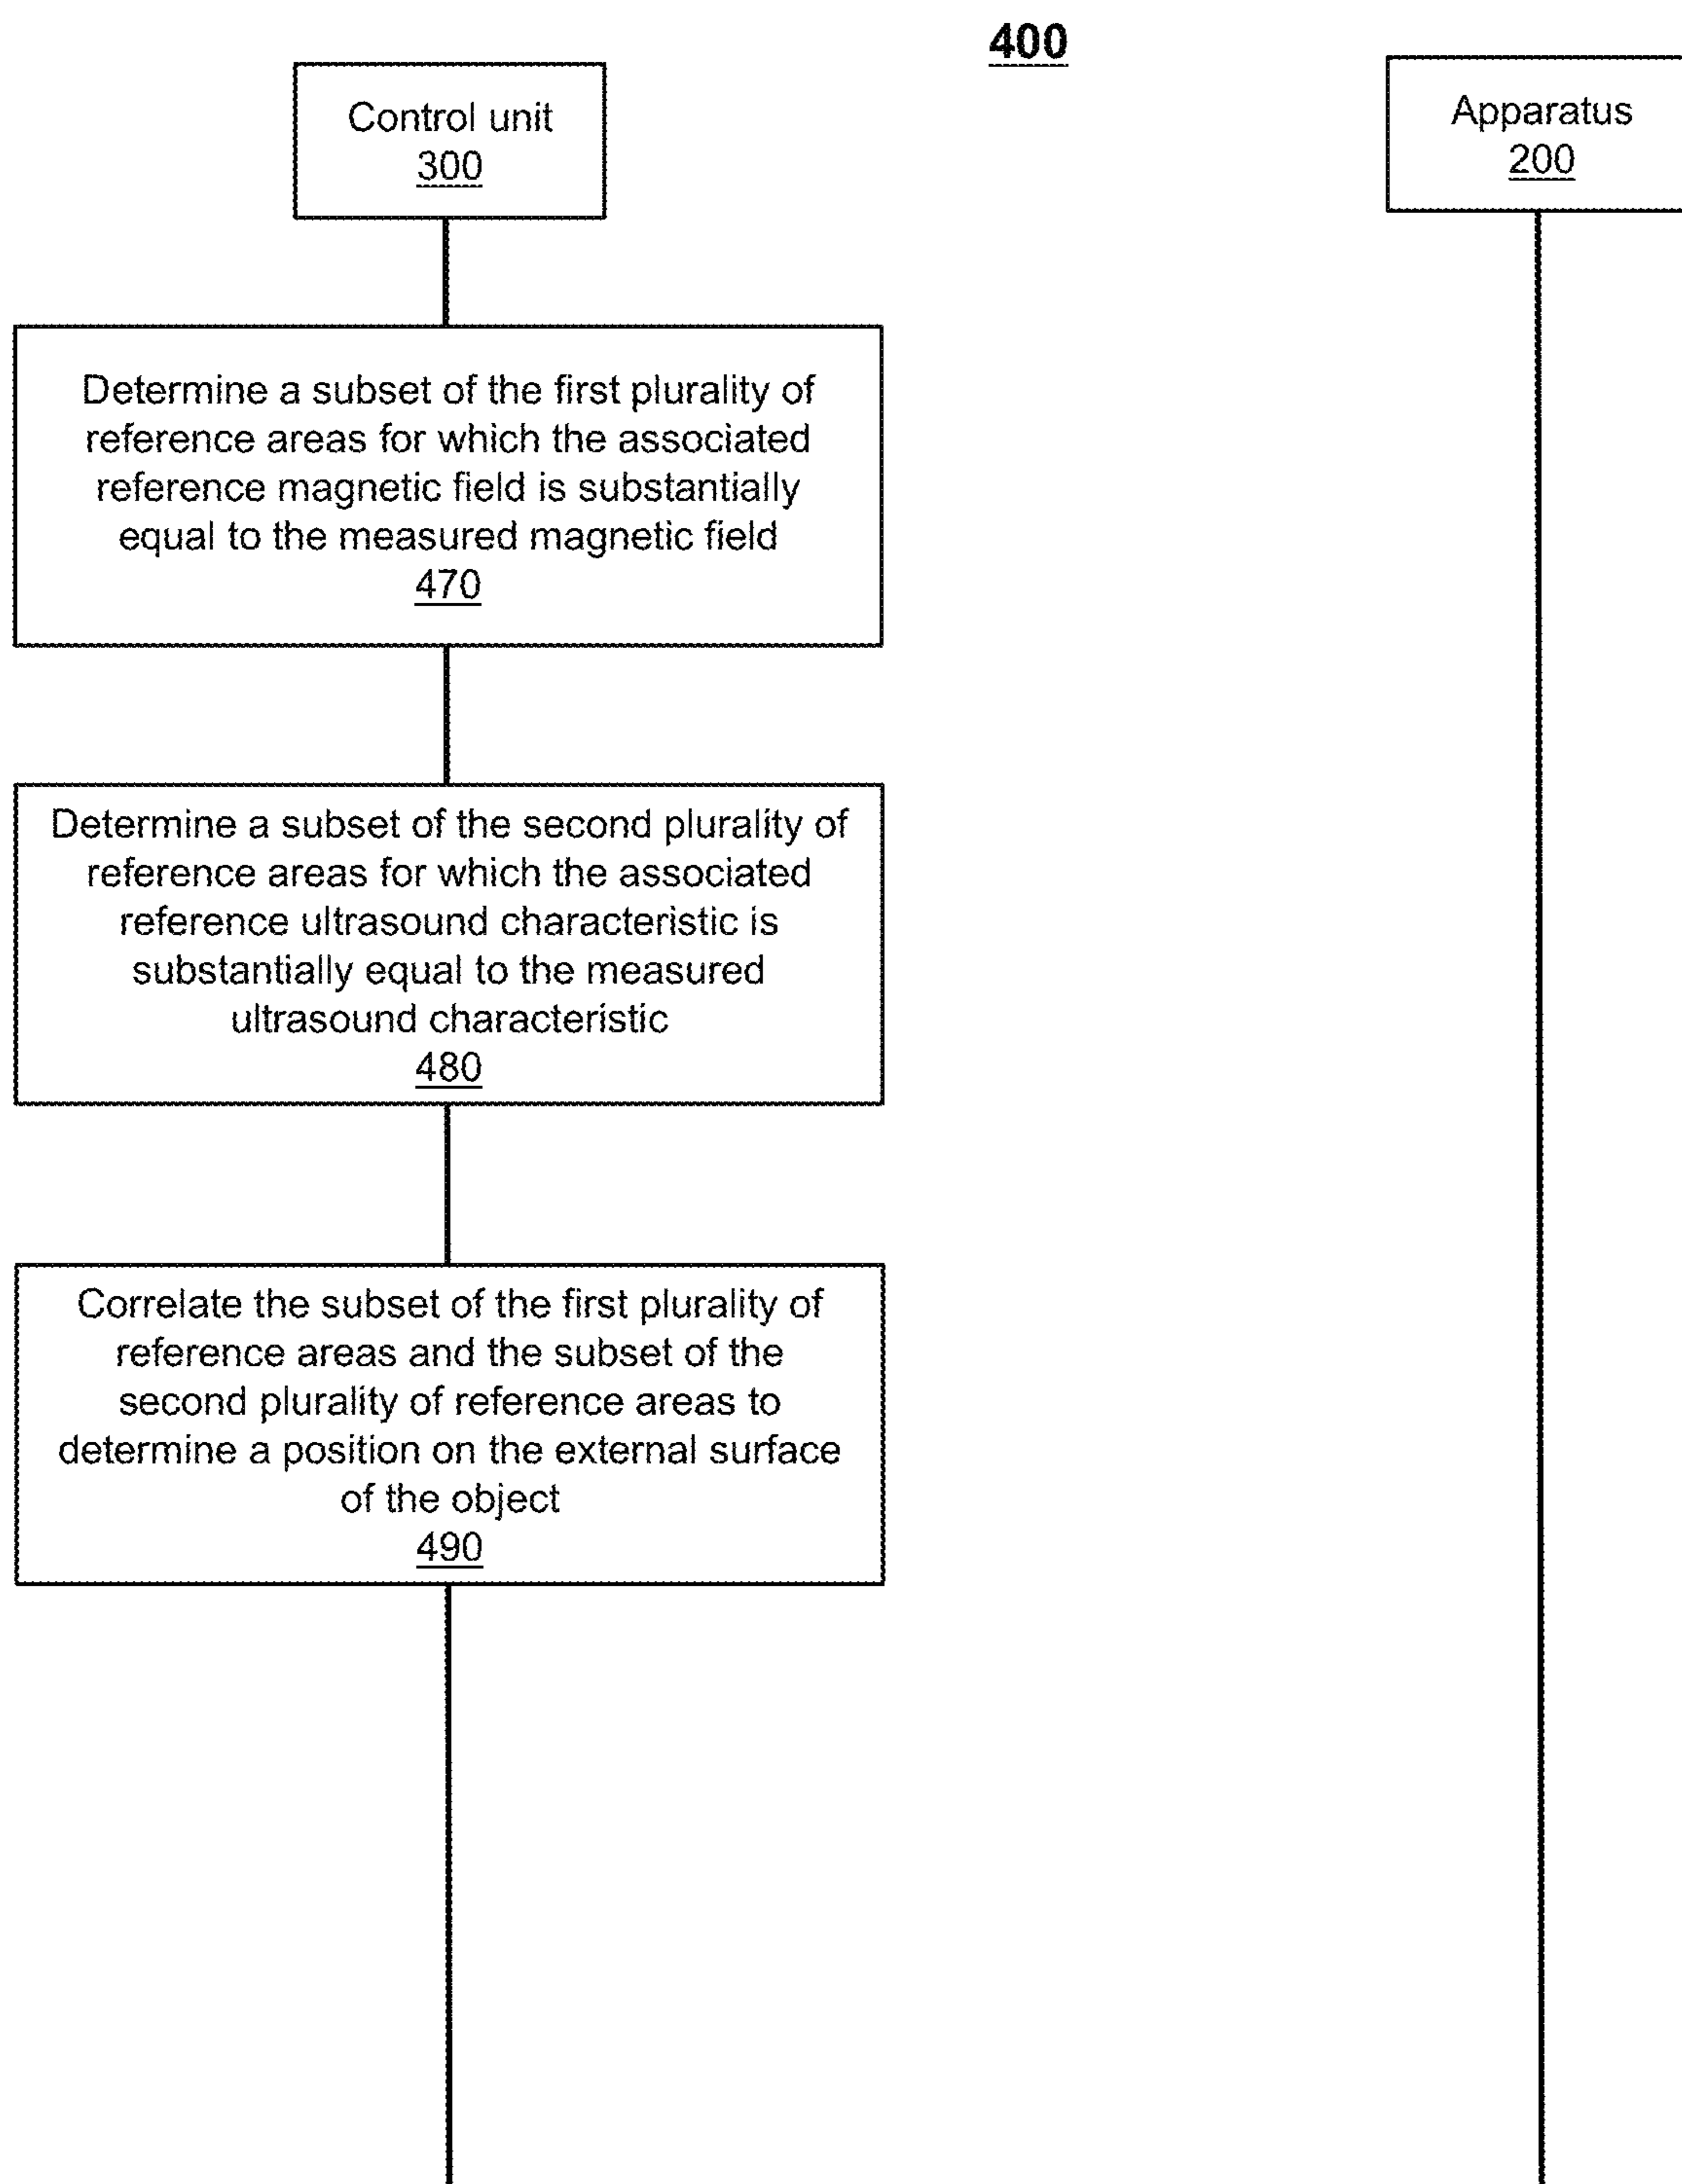 400
Control unit
300
Apparatus
200
Determine a subset of the first plurality of
reference areas for which the associated
reference magnetic field is substantially
equal to the measured magnetic field
470
Determine a subset of the second plurality of
reference areas for which the associated
reference ultrasound characteristic is
substantially equal to the measured
ultrasound characteristic
480
Correlate the subset of the first plurality of
reference areas and the subset of the
second plurality of reference areas to
determine a position on the external surface
of the object
490